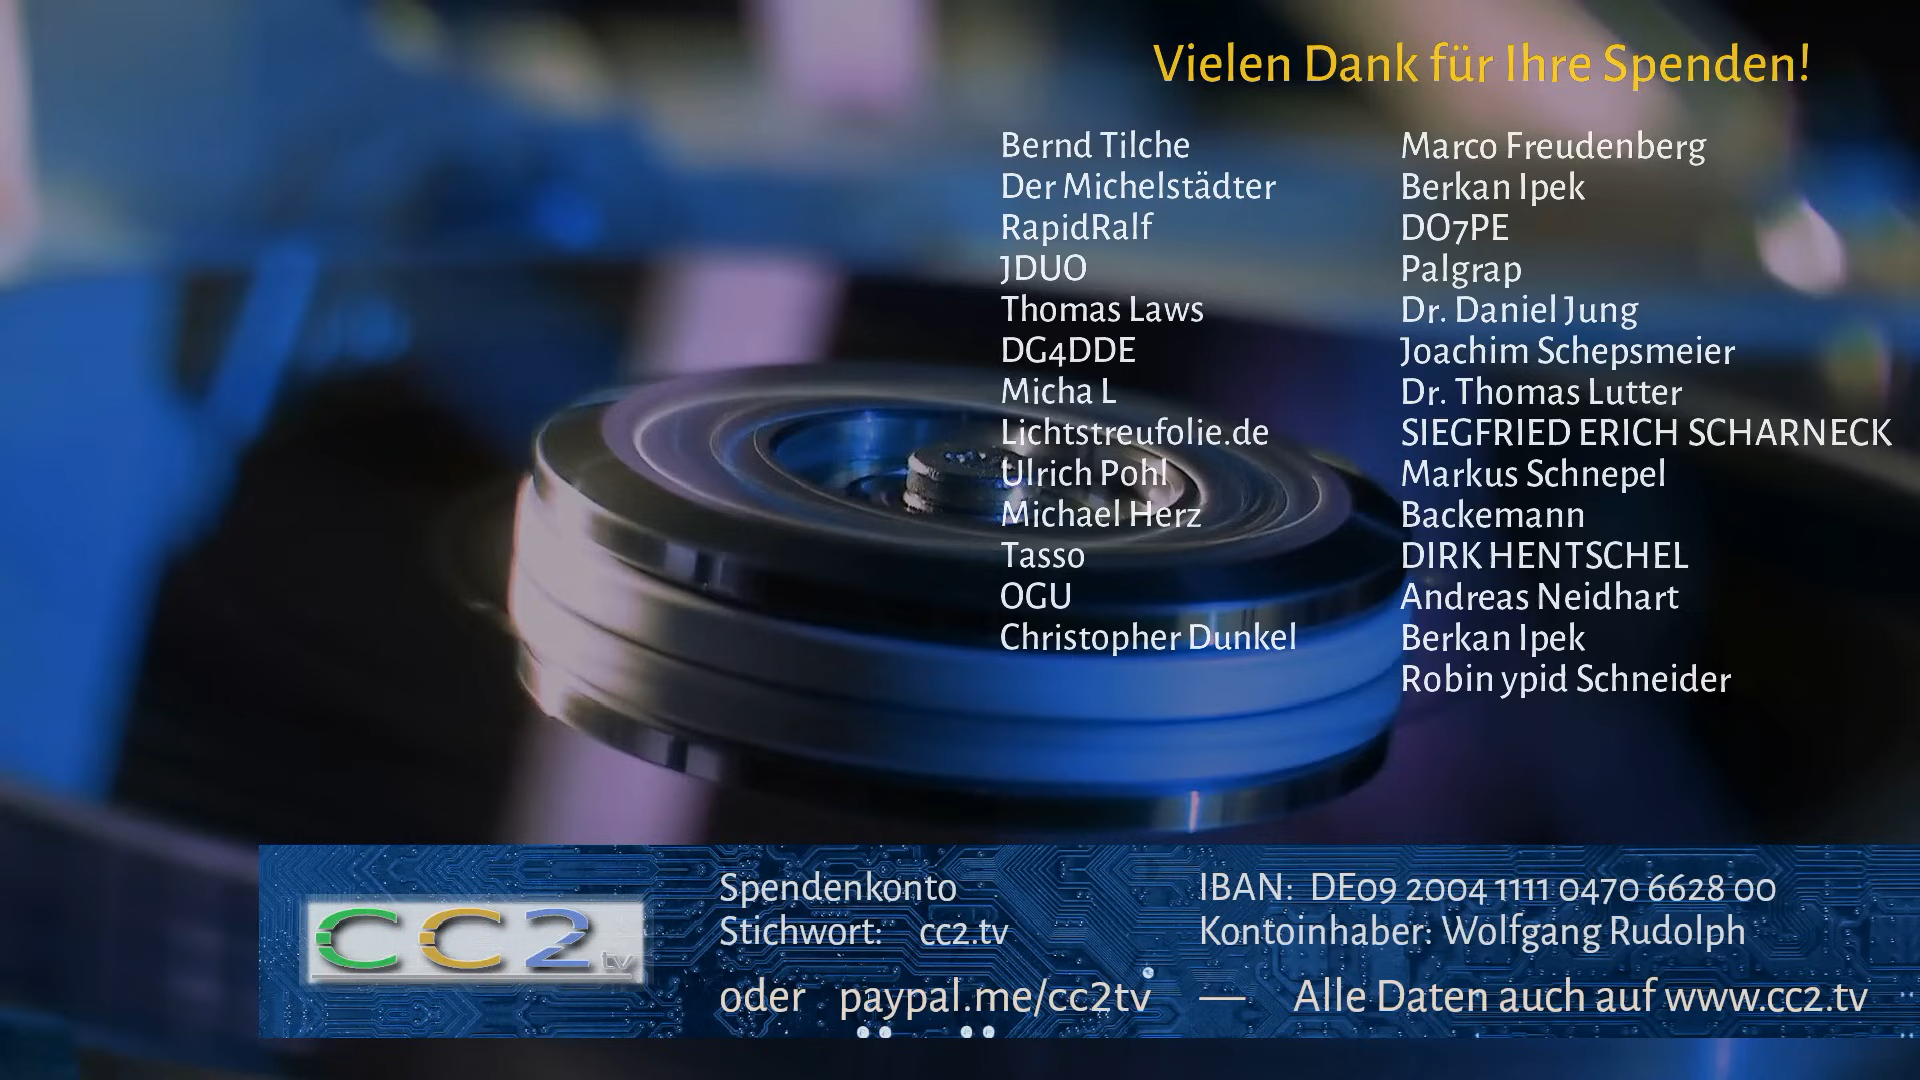 Vielen Dank für Ihre Spenden!
Bernd Tilche
Der Michelstädter
RapidRalf
JDUO
Thomas Laws
DG4DDE
Micha L
Lichtstreufolie.de
Ulrich Pohl
Michael Herz
Tasso
OGU
Christopher Dunkel
Marco Freudenberg
Berkan Ipek
DO7PE
Palgrap
Dr. Daniel Jung
Joachim Schepsmeier
Dr. Thomas Lutter
SIEGFRIED ERICH SCHARNECK
Markus Schnepel
Backemann
DIRK HENTSCHEL
Andreas Neidhart
Berkan Ipek
Robin ypid Schneider
CC2tv
Spendenkonto
Stichwort: cc2.tv
IBAN: DE09 2004 1111 0470 6628 00
Kontoinhaber: Wolfgang Rudolph
oder paypal.me/cc2tv — Alle Daten auch auf www.cc2.tv